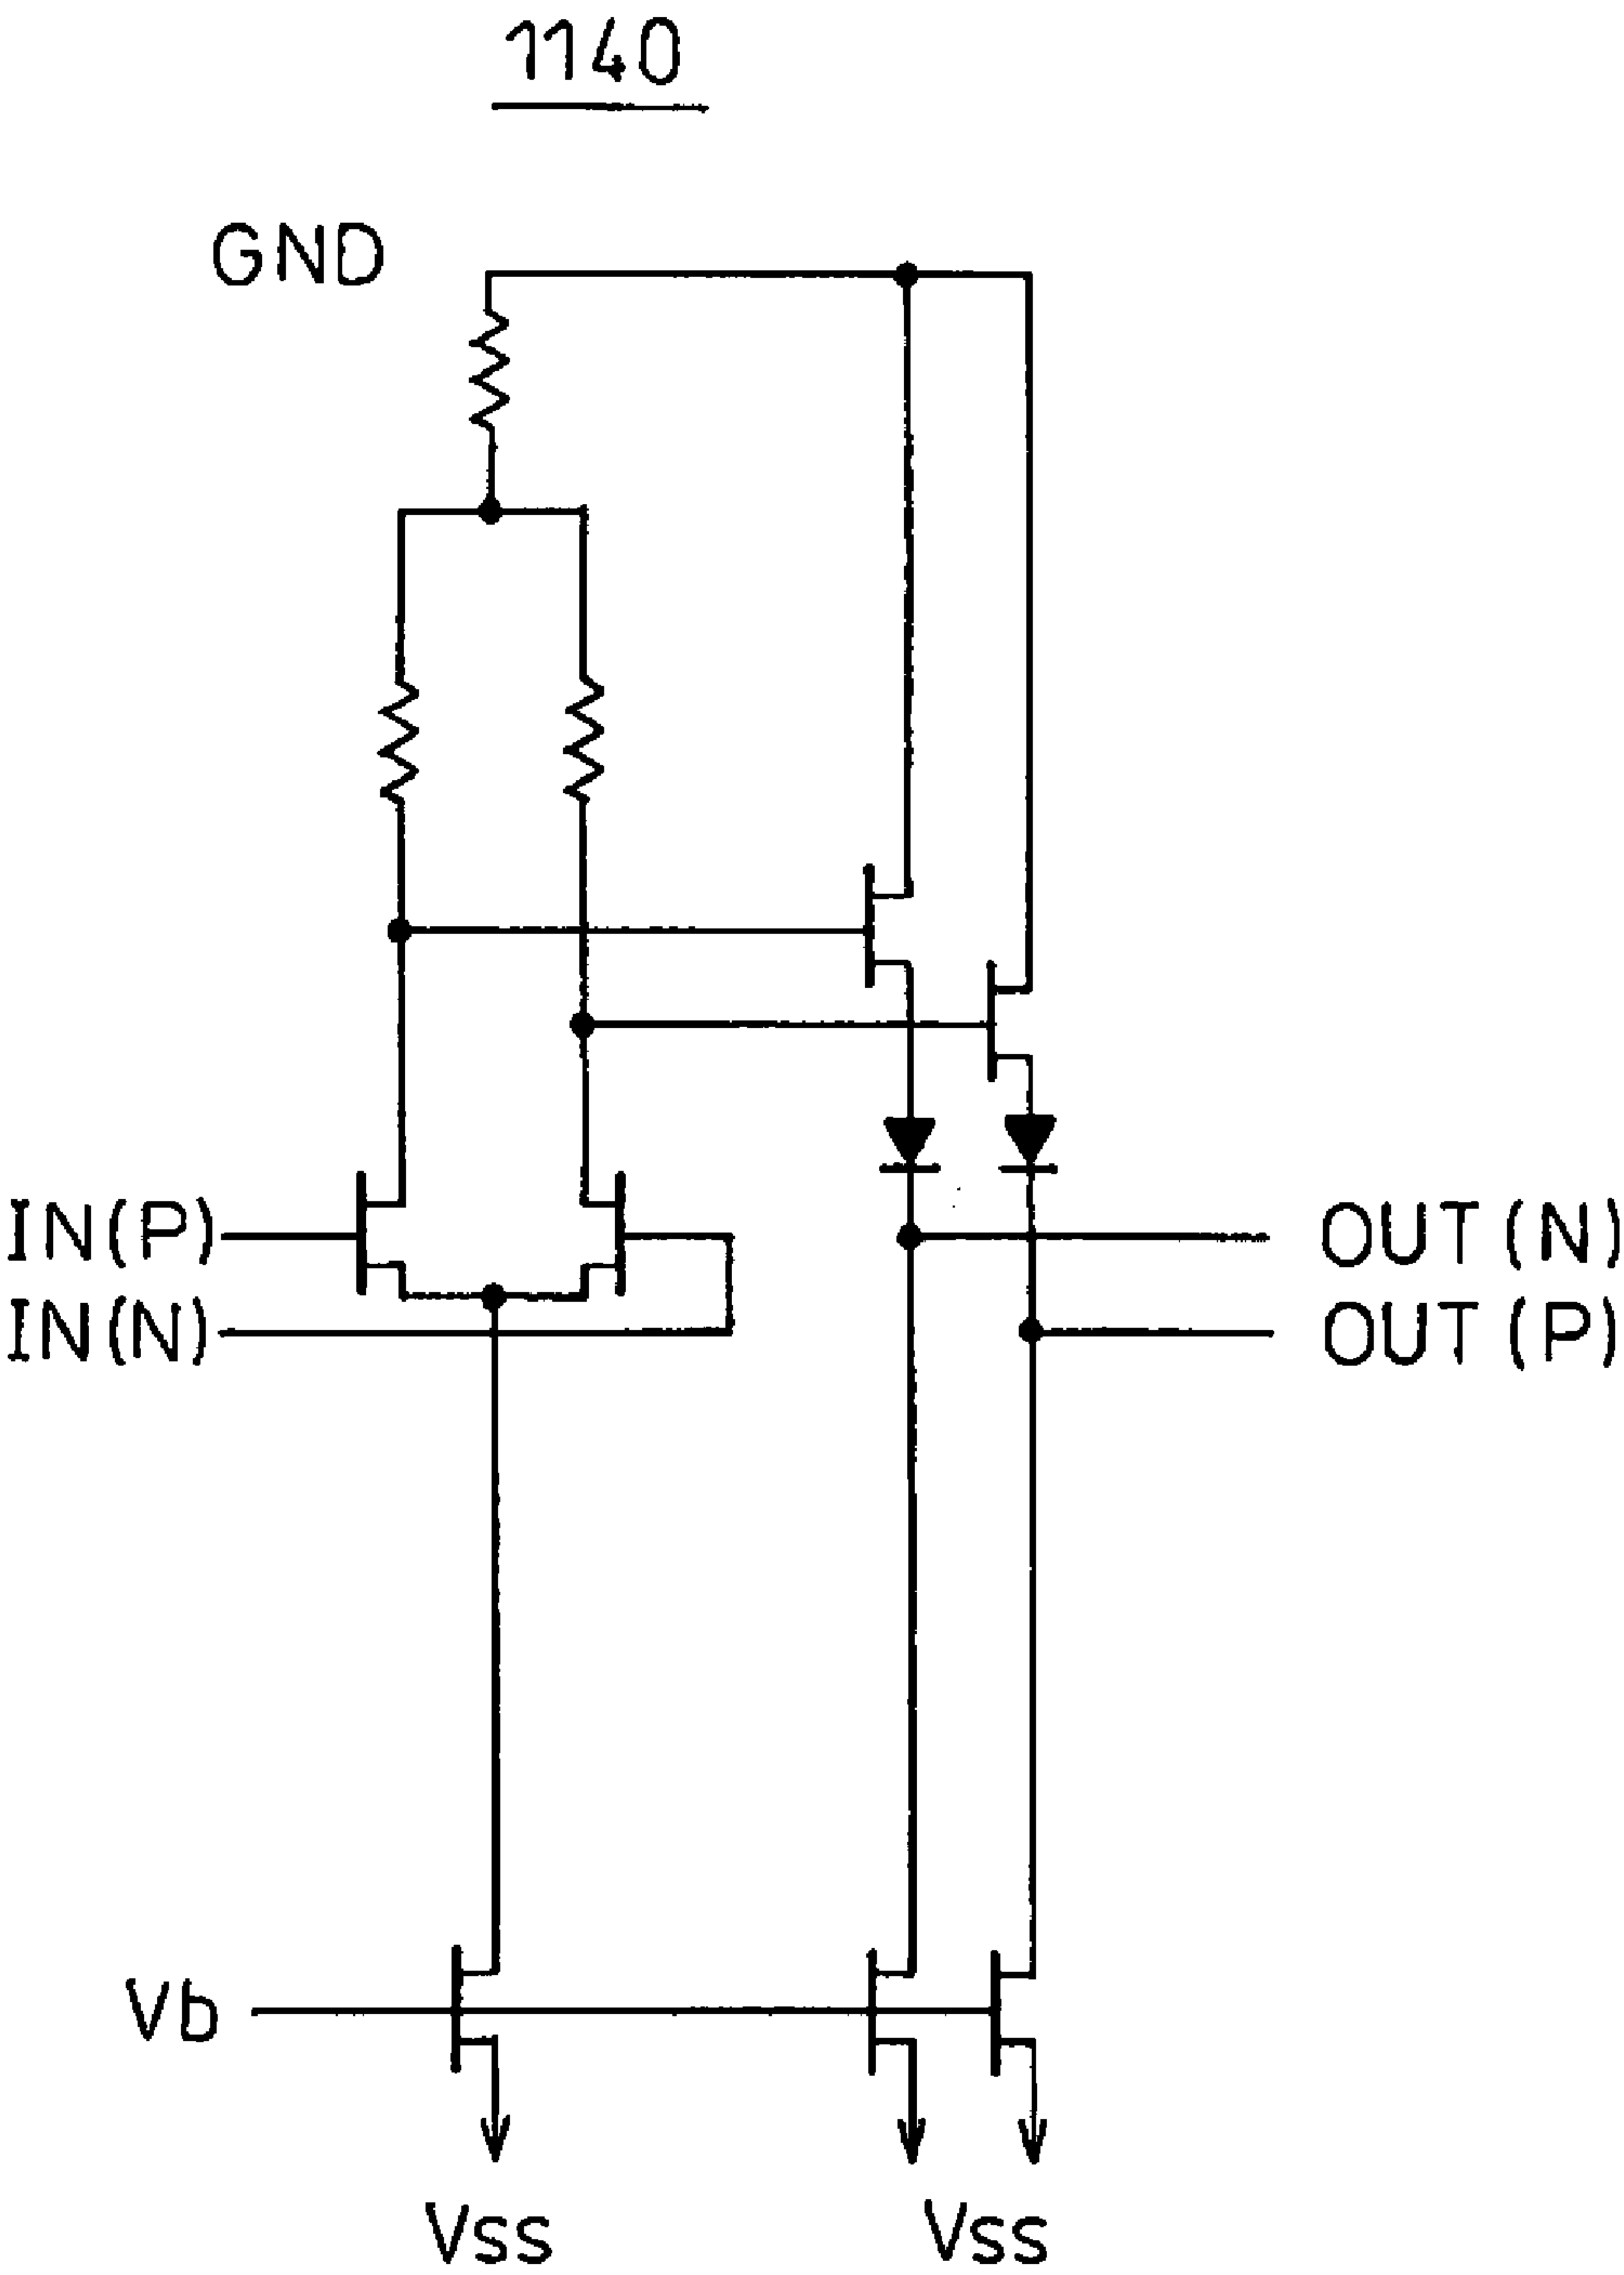 1140
GND
IN(P)
OUT(N)
IN(N)
OUT(P)
Vb
Vss
Vss